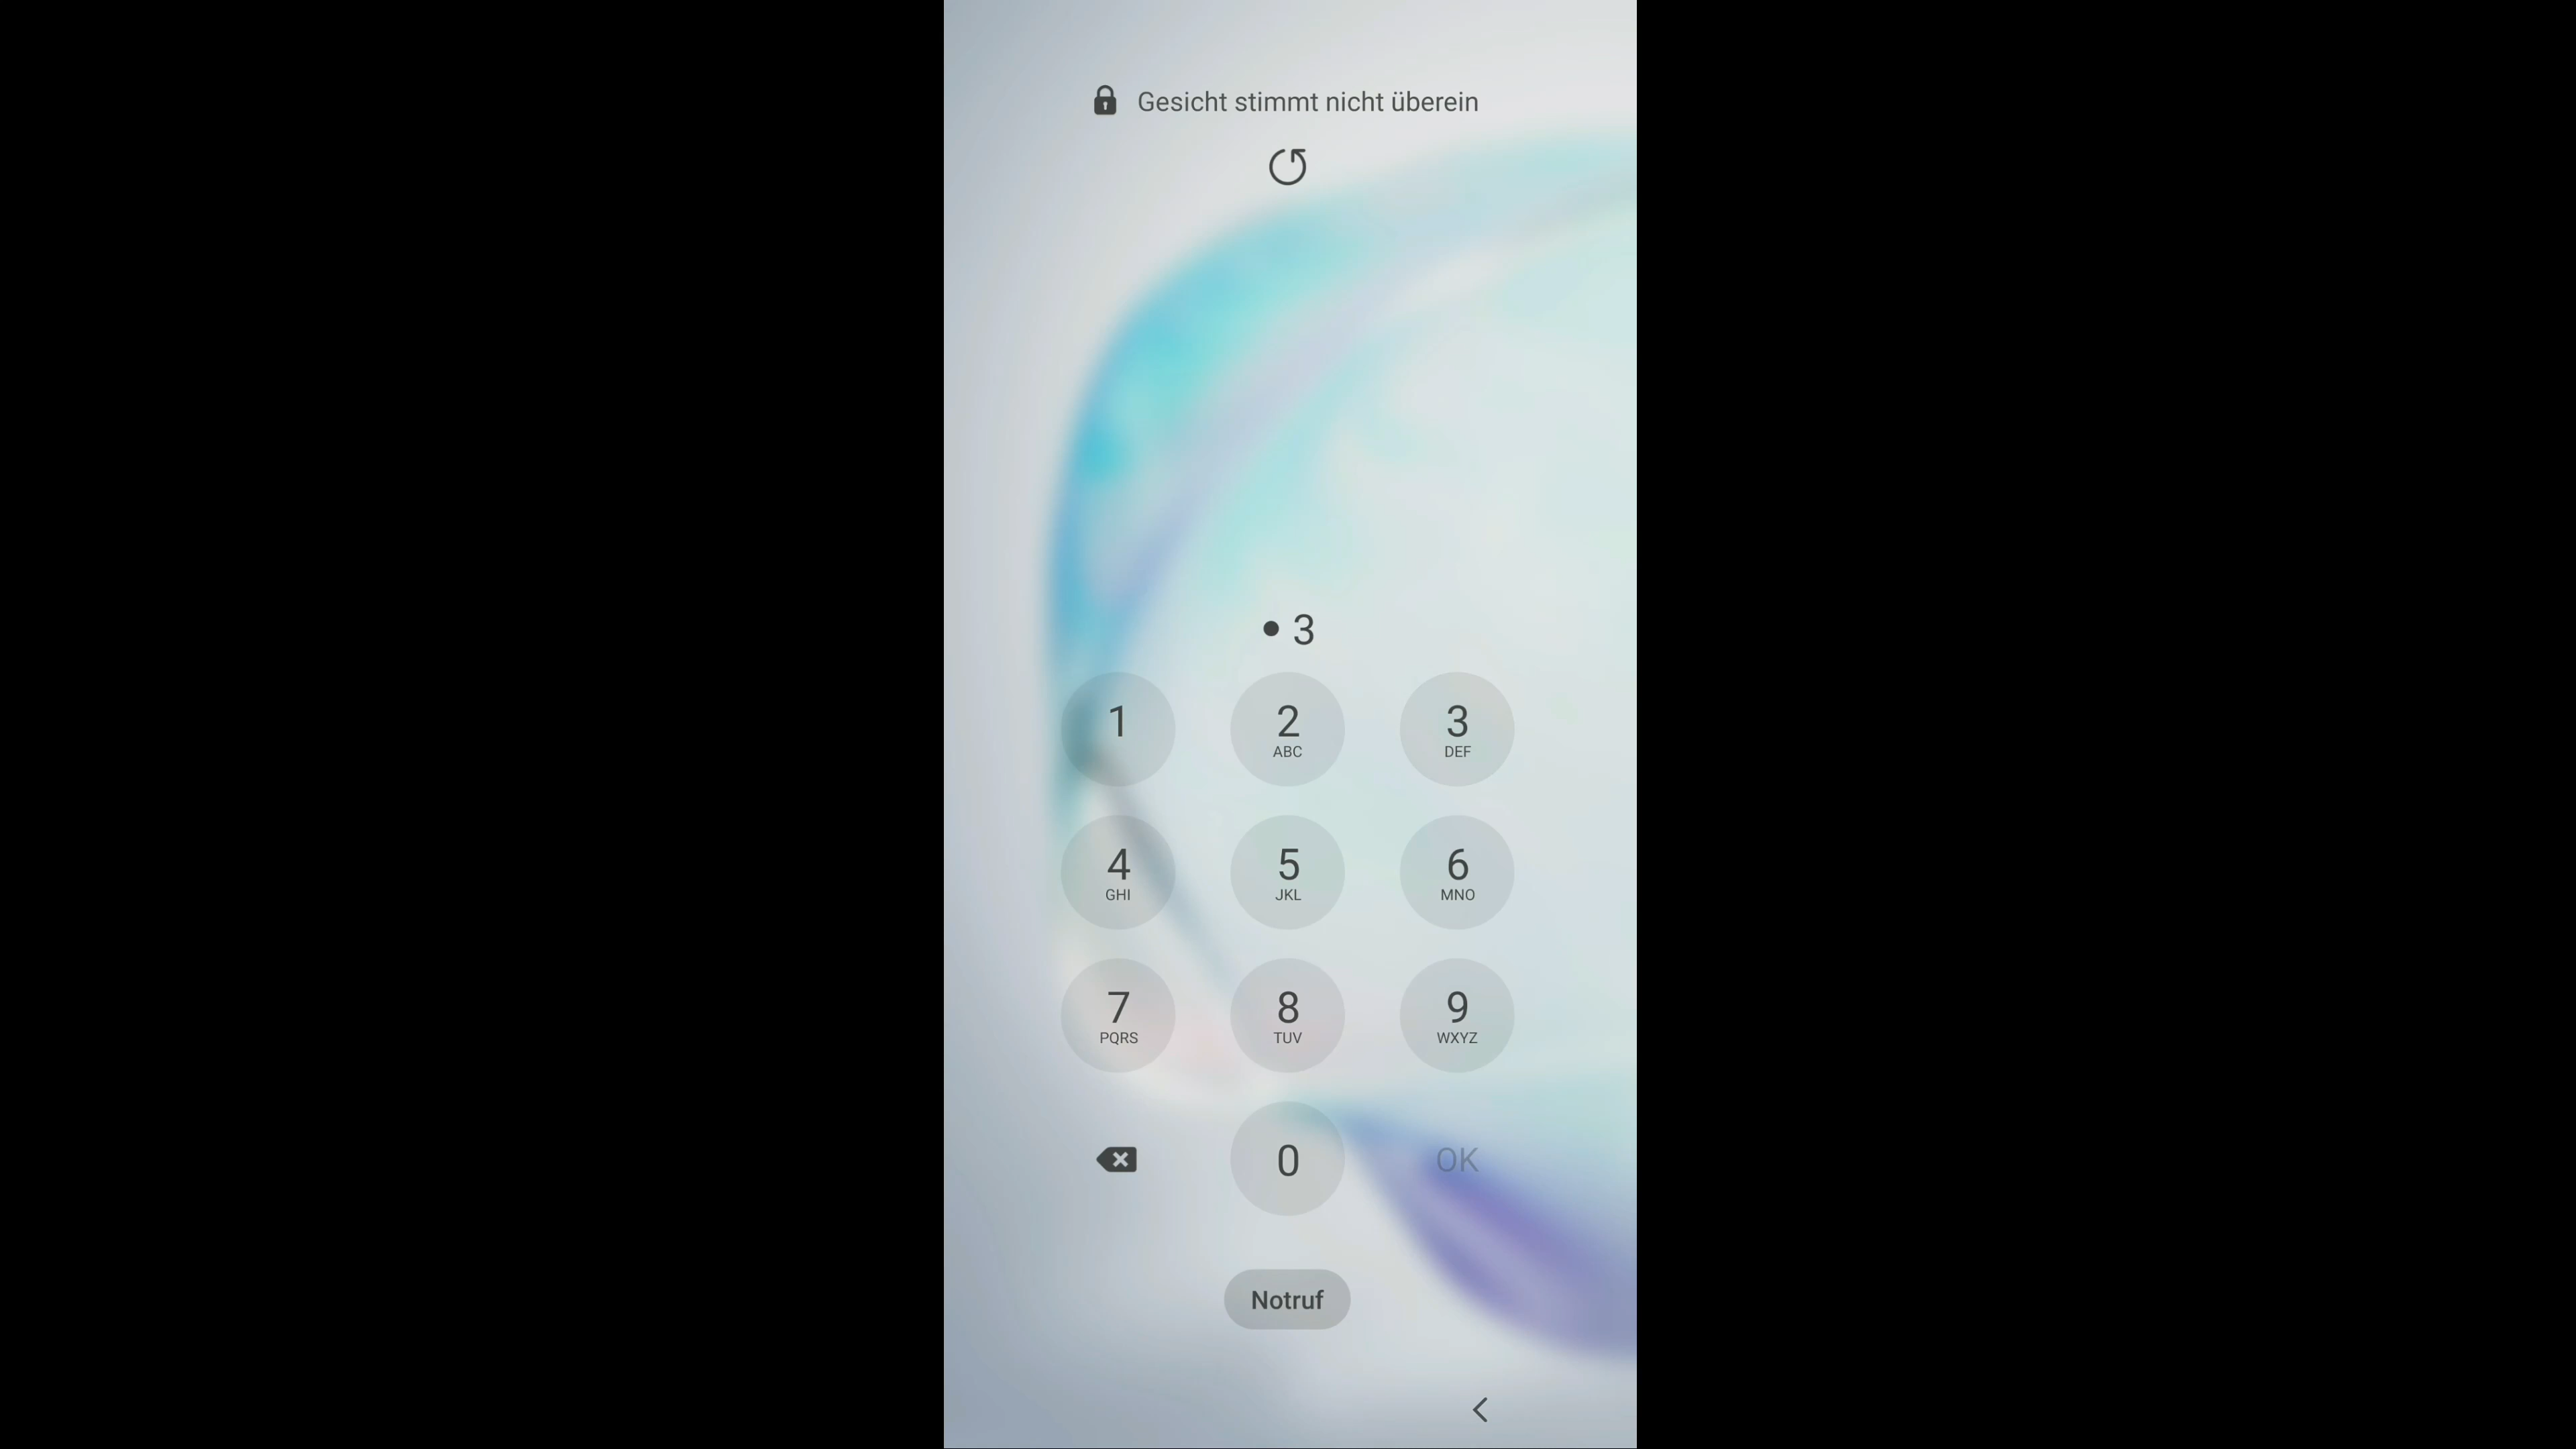 Gesicht stimmt nicht überein
• 3
1 2 3
ABC DEF
4 5 6
GHI JKL MNO
7 8 9
PQRS TUV WXYZ
0 OK
Notruf